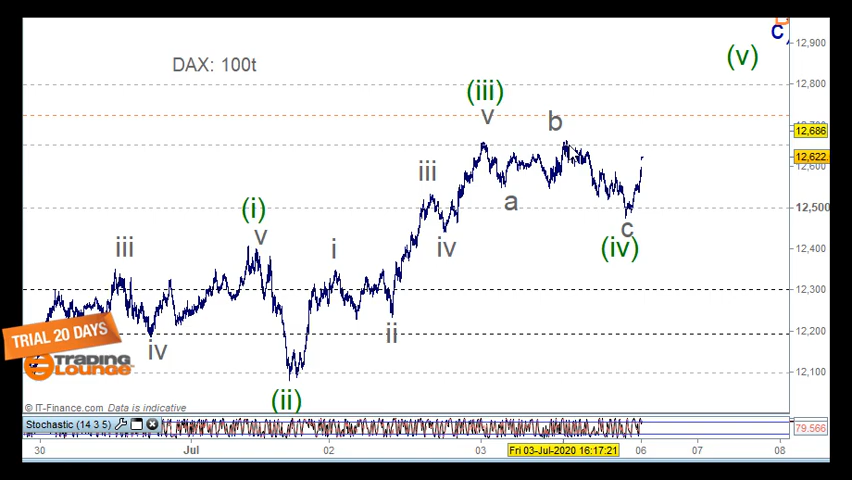 C
12,900
(v)
DAX: 100t
12,800
(iii)
v
b
12,686
12,622
iii
12,600
a
12,500
(i)
v
c
iii
i
iv
(iv)
12,400
12,300
ii
TRIAL 20 DAYS
iv
12,200
TRADING
LOUNGE
12,100
(ii)
© IT-Finance.com Data is indicative
Stochastic (14 3 5)
79.566
30
Jul
02
03
Fri 03-Jul-2020 16:17:21
06
07
08